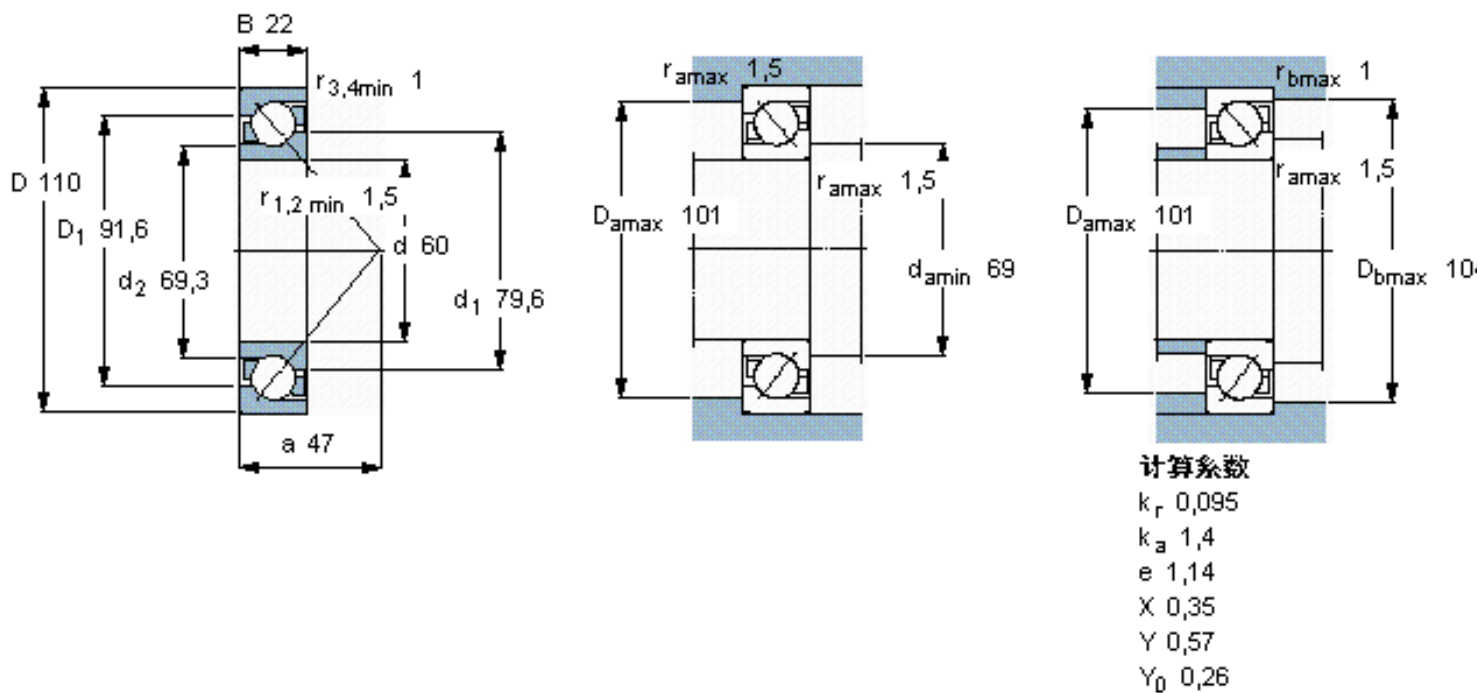 B 22
r3,4min 1
D 110
D1 91,6
d2 69,3
r1,2 min 1,5
d 60
d1 79,6
a 47
ramax 1,5
Damax 101
ramax 1,5
damin 69
rbmax 1
Damax 101
ramax 1,5
Dbmax 104
计算系数
kr 0,095
ka 1,4
e 1,14
X 0,35
Y 0,57
Y0 0,26